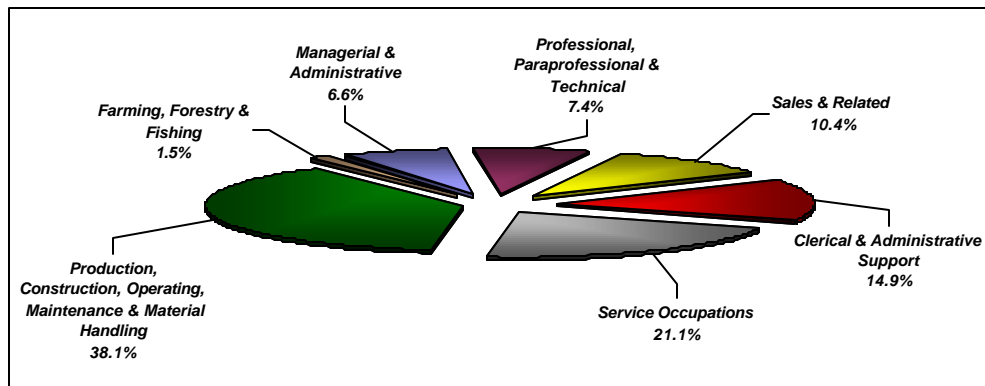 Managerial &
Administrative
6.6%
Professional,
Paraprofessional &
Technical
7.4%
Sales & Related
10.4%
Farming, Forestry &
Fishing
1.5%
Clerical & Administrative
Support
14.9%
Production,
Construction, Operating,
Maintenance & Material
Handling
38.1%
Service Occupations
21.1%